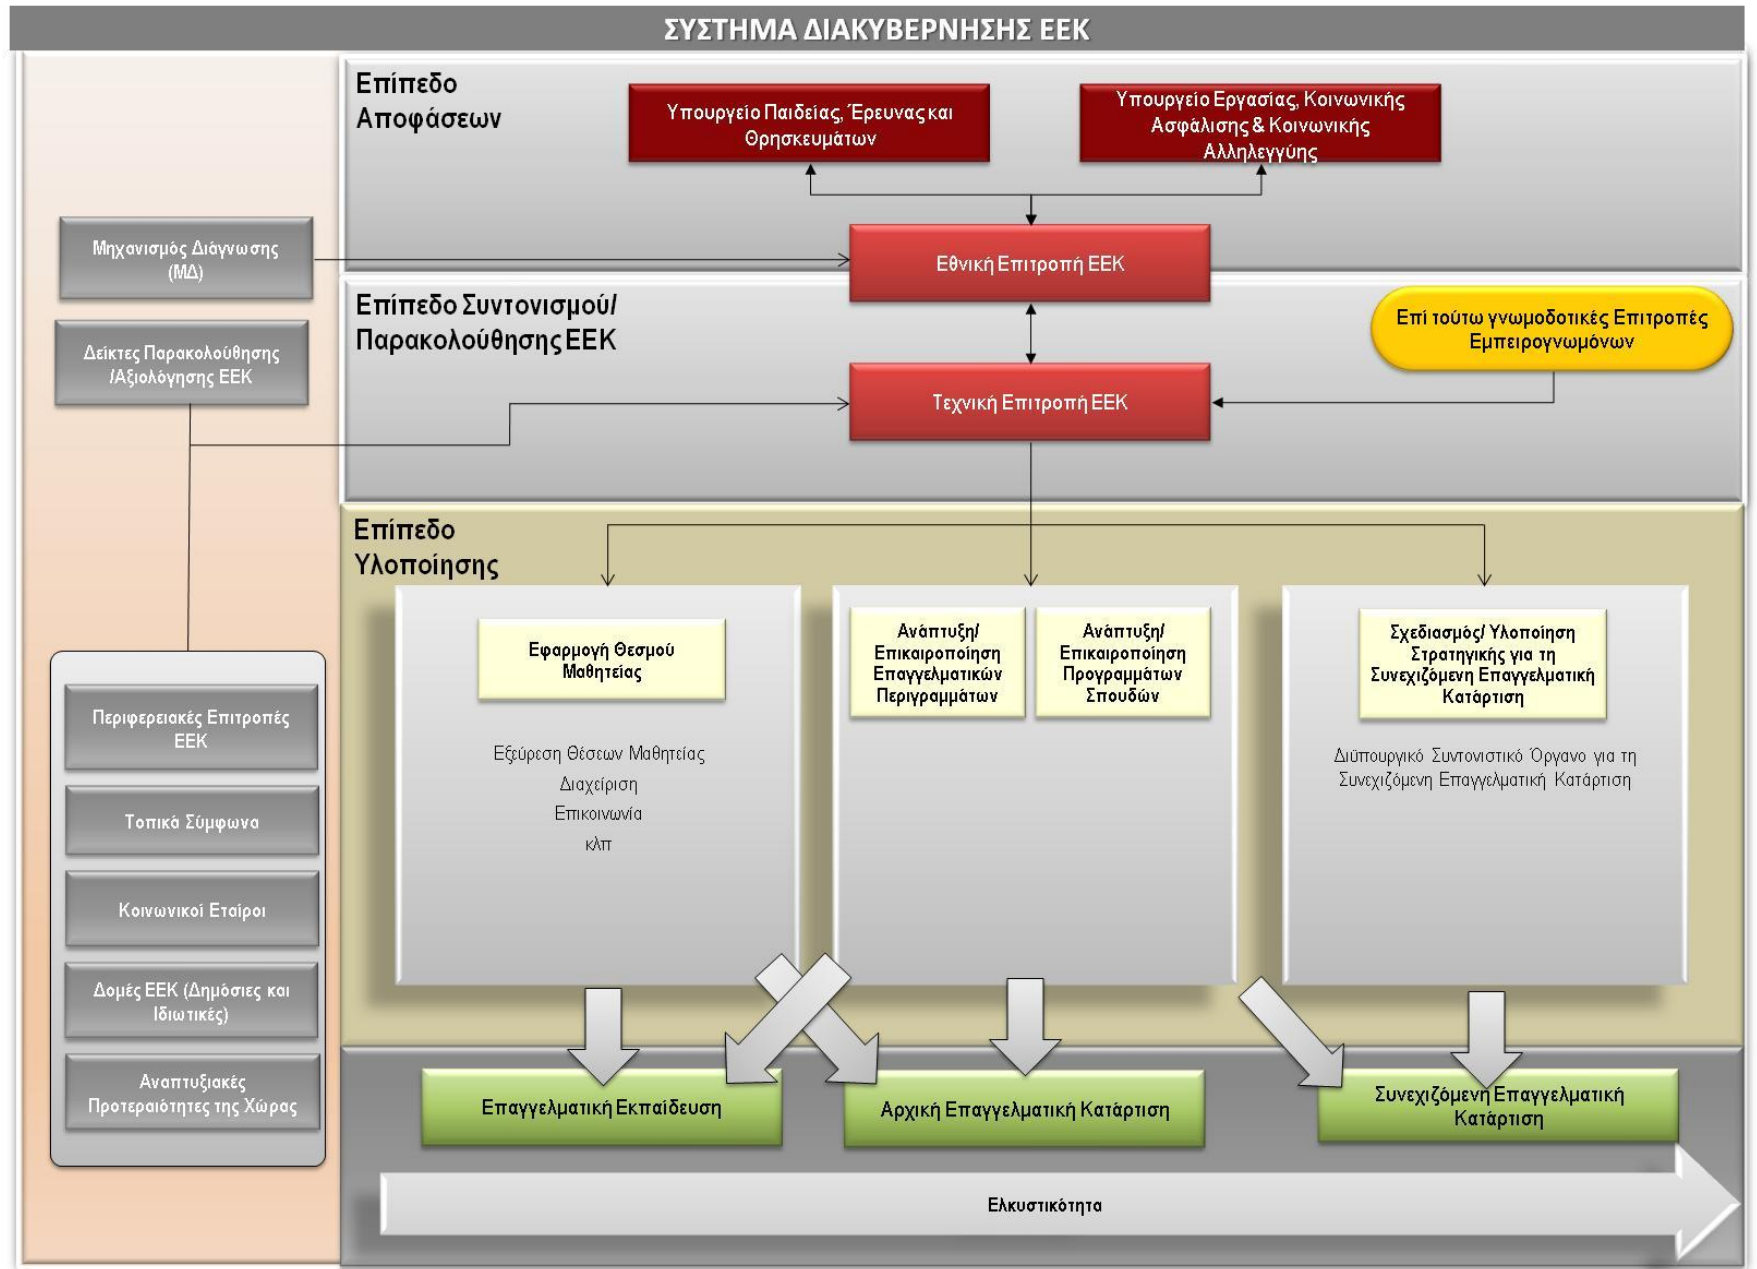 ΣΥΣΤΗΜΑ ΔΙΑΚΥΒΕΡΝΗΣΗΣ ΕΕΚ
Επίπεδο
Αποφάσεων
Υπουργείο Παιδείας, Έρευνας και
Θρησκευμάτων
Υπουργείο Εργασίας, Κοινωνικής
Ασφάλισης & Κοινωνικής
Αλληλεγγύης
Μηχανισμός Διάγνωσης
(ΜΔ)
Εθνική Επιτροπή ΕΕΚ
Επίπεδο Συντονισμού/
Παρακολούθησης ΕΕΚ
Επί τούτω γνωμοδοτικές Επιτροπές
Εμπειρογνωμόνων
Δείκτες Παρακολούθησης
/Αξιολόγησης ΕΕΚ
Τεχνική Επιτροπή ΕΕΚ
Επίπεδο
Υλοποίησης
Εφαρμογή Θεσμού
Μαθητείας
Εξεύρεση Θέσεων Μαθητείας
Διαχείριση
Επικοινωνία
κλπ
Ανάπτυξη/
Επικαιροποίηση
Επαγγελματικών
Περιγραμμάτων
Ανάπτυξη/
Επικαιροποίηση
Προγραμμάτων
Σπουδών
Σχεδιασμός/ Υλοποίηση
Στρατηγικής για τη
Συνεχιζόμενη Επαγγελματική
Κατάρτιση
Διϋπουργικό Συντονιστικό Όργανο για τη
Συνεχιζόμενη Επαγγελματική Κατάρτιση
Περιφερειακές Επιτροπές
ΕΕΚ
Τοπικά Σύμφωνα
Κοινωνικοί Εταίροι
Δομές ΕΕΚ (Δημόσιες και
Ιδιωτικές)
Αναπτυξιακές
Προτεραιότητες της Χώρας
Επαγγελματική Εκπαίδευση
Αρχική Επαγγελματική Κατάρτιση
Συνεχιζόμενη Επαγγελματική
Κατάρτιση
Ελκυστικότητα